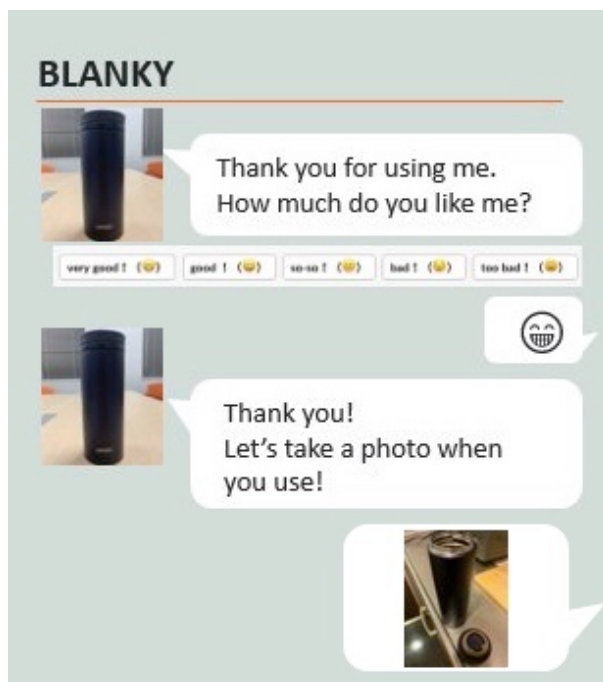 BLANKY
Thank you for using me.
How much do you like me?
very good ! (😁) good ! (😀) so-so ! (😐) bad ! (😟) too bad ! (😩)
Thank you!
Let's take a photo when
you use!